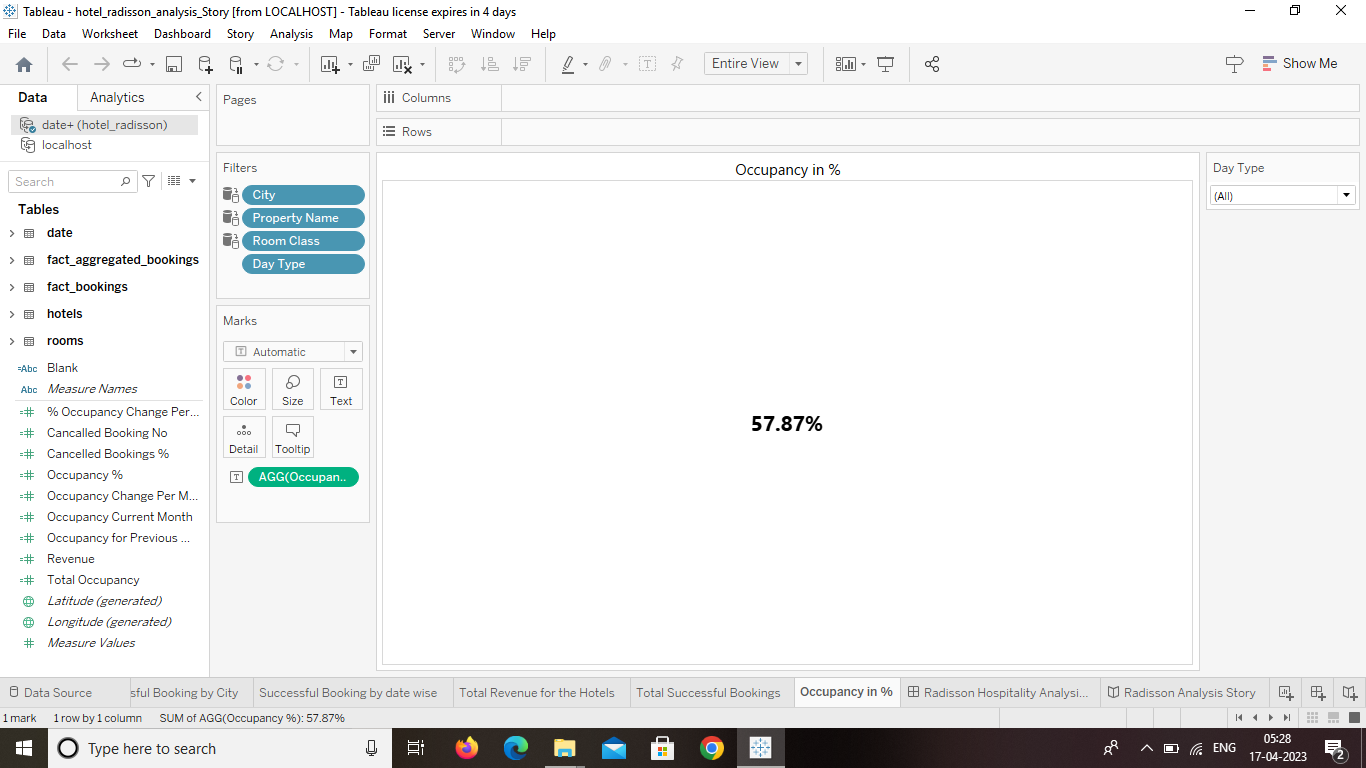 Tableau - hotel_radisson_analysis_Story [from LOCALHOST] - Tableau license expires in 4 days
File Data Worksheet Dashboard Story Analysis Map Format Server Window Help
Entire View
Show Me
Data Analytics
date+ (hotel_radisson)
localhost
Search
Tables
date
fact_aggregated_bookings
fact_bookings
hotels
rooms
=Abc Blank
Abc Measure Names
=# % Occupancy Change Per...
=# Cancalled Booking No
=# Cancelled Bookings %
=# Occupancy %
=# Occupancy Change Per M...
=# Occupancy Current Month
=# Occupancy for Previous ...
=# Revenue
=# Total Occupancy
Latitude (generated)
Longitude (generated)
# Measure Values
Pages
Filters
City
Property Name
Room Class
Day Type
Marks
T Automatic
Color Size Text
Detail Tooltip
T AGG(Occupan..
Columns
Rows
Occupancy in %
57.87%
Day Type
(All)
Data Source sful Booking by City Successful Booking by date wise Total Revenue for the Hotels Total Successful Bookings Occupancy in % Radisson Hospitality Analysi... Radisson Analysis Story
1 mark 1 row by 1 column SUM of AGG(Occupancy %): 57.87%
Type here to search
ENG
05:28
17-04-2023
2